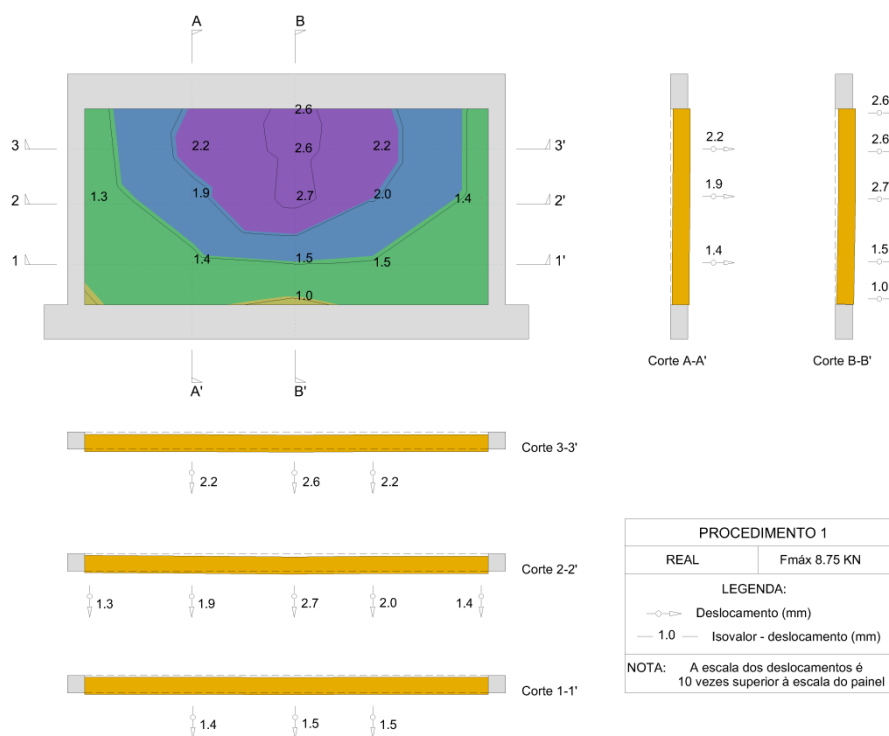 A B
2.6
3 2.2 2.6 2.2 3'
1.3 1.9 2.7 2.0 1.4
2 2'
1 1.4 1.5 1.5 1'
1.0
A' B'
2.2
1.9
1.4
Corte A-A'
2.6
2.6
2.7
1.5
1.0
Corte B-B'
Corte 3-3'
2.2 2.6 2.2
Corte 2-2'
1.3 1.9 2.7 2.0 1.4
Corte 1-1'
1.4 1.5 1.5
PROCEDIMENTO 1
REAL Fmáx 8.75 KN
LEGENDA:
Deslocamento (mm)
1.0 Isovalor - deslocamento (mm)
NOTA: A escala dos deslocamentos é
10 vezes superior à escala do painel